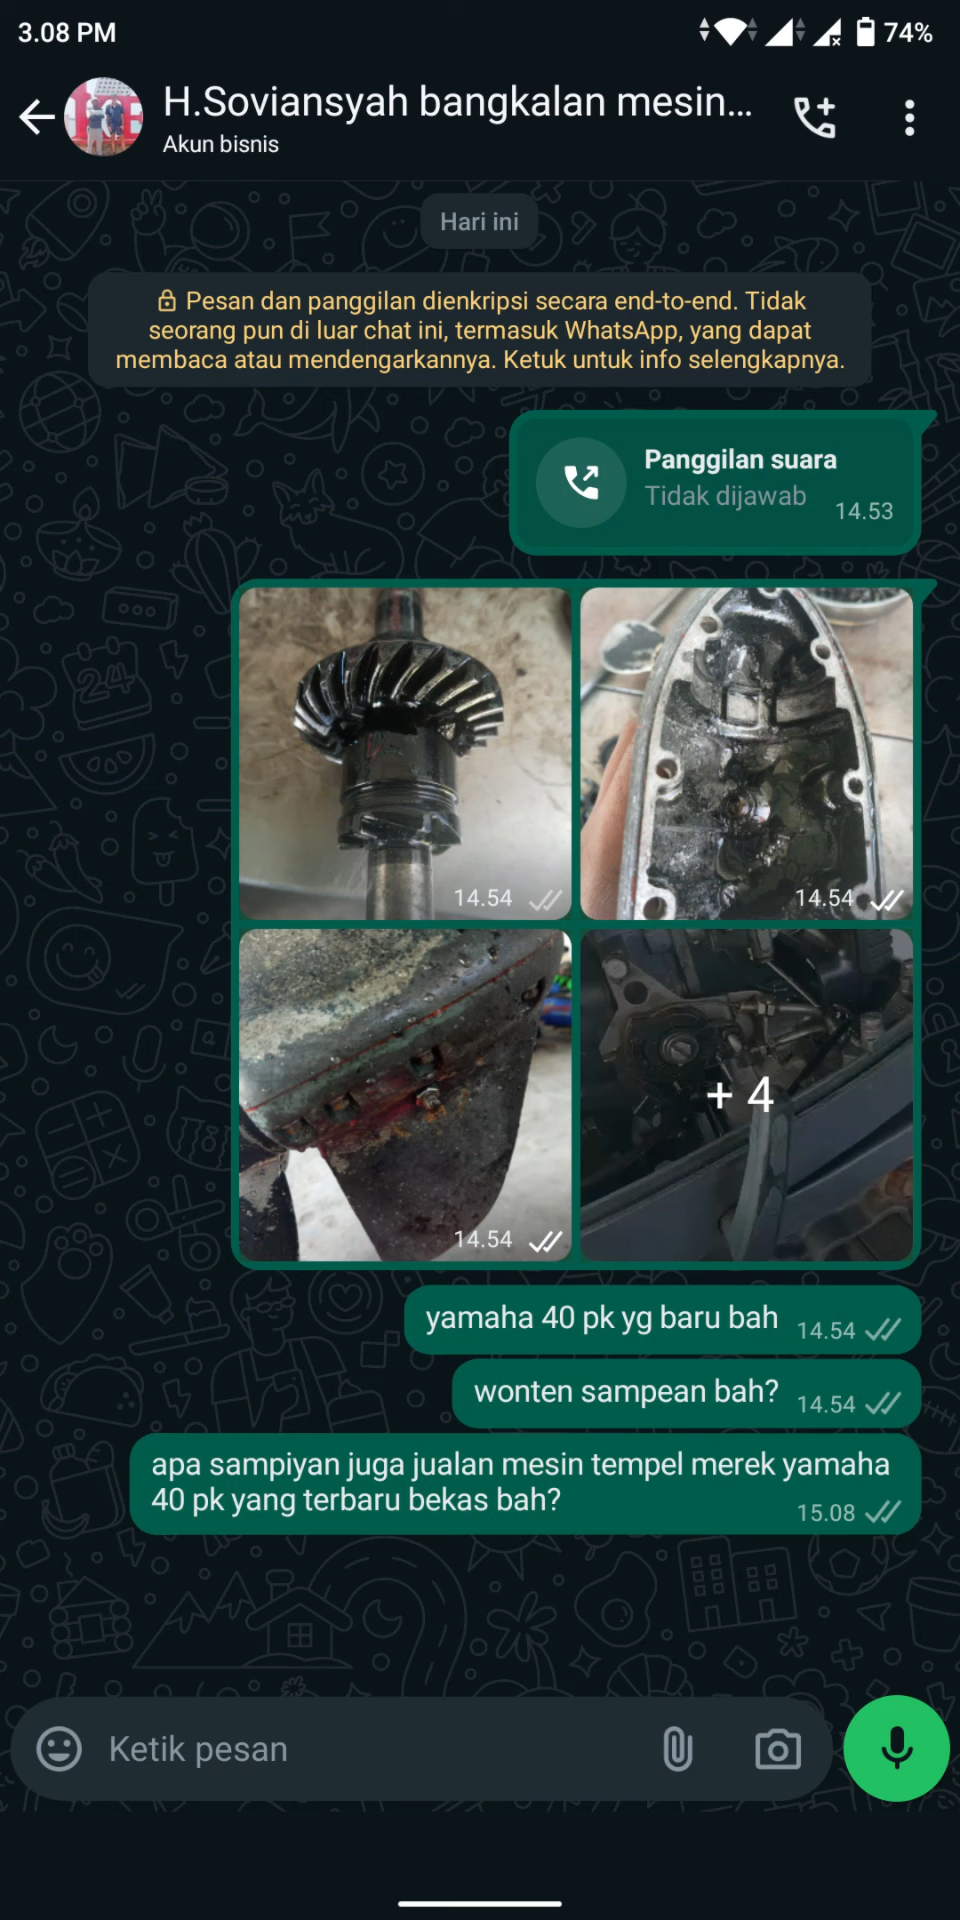 3.08 PM
74%
H.Soviansyah bangkalan mesin...
Akun bisnis
Hari ini
Pesan dan panggilan dienkripsi secara end-to-end. Tidak
seorang pun di luar chat ini, termasuk WhatsApp, yang dapat
membaca atau mendengarkannya. Ketuk untuk info selengkapnya.
Panggilan suara
Tidak dijawab
14.53
14.54
14.54
14.54
+ 4
yamaha 40 pk yg baru bah
14.54
wonten sampean bah?
14.54
apa sampiyan juga jualan mesin tempel merek yamaha
40 pk yang terbaru bekas bah?
15.08
Ketik pesan